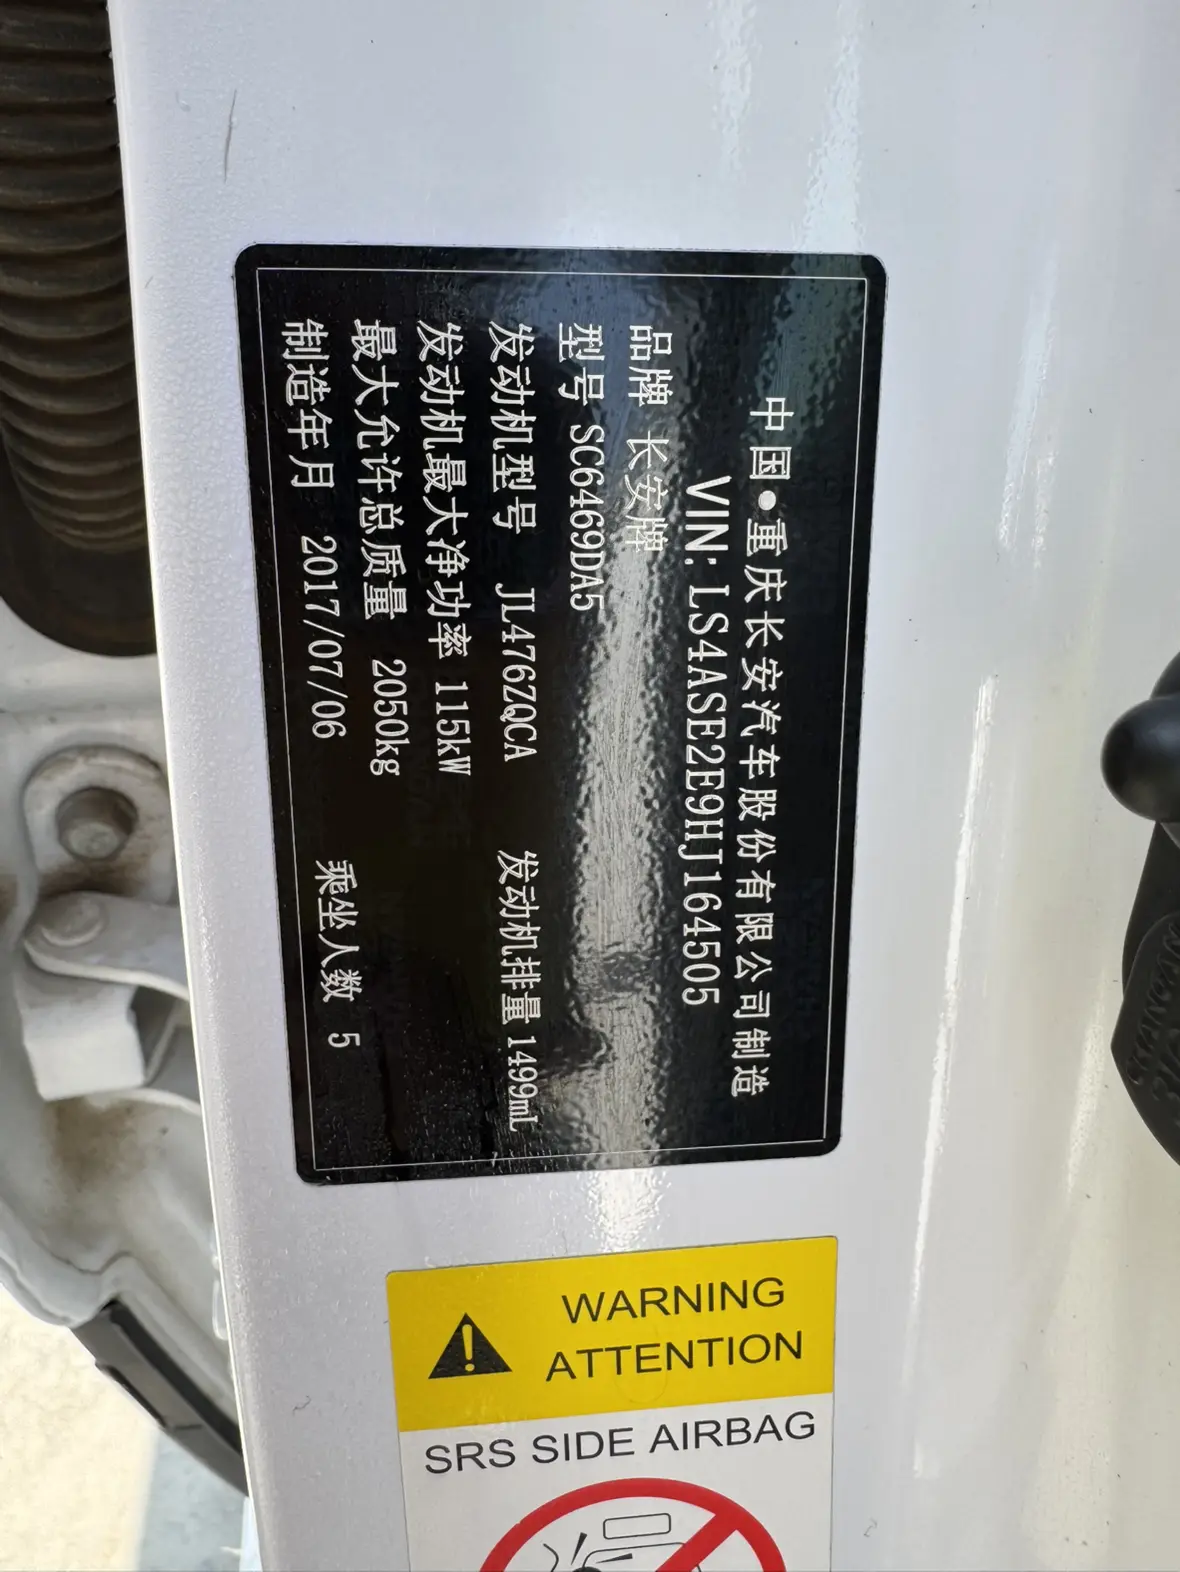 中国•重庆长安汽车股份有限公司制造
VIN:LS4ASE2E9HJ164505
品牌 长安牌
型号 SC6469DA5
发动机型号 JL476ZQCA 发动机排量 1499mL
发动机最大净功率 115kW
最大允许总质量 2050kg
制造年月 2017/07/06 乘坐人数 5
WARNING
ATTENTION
SRS SIDE AIRBAG